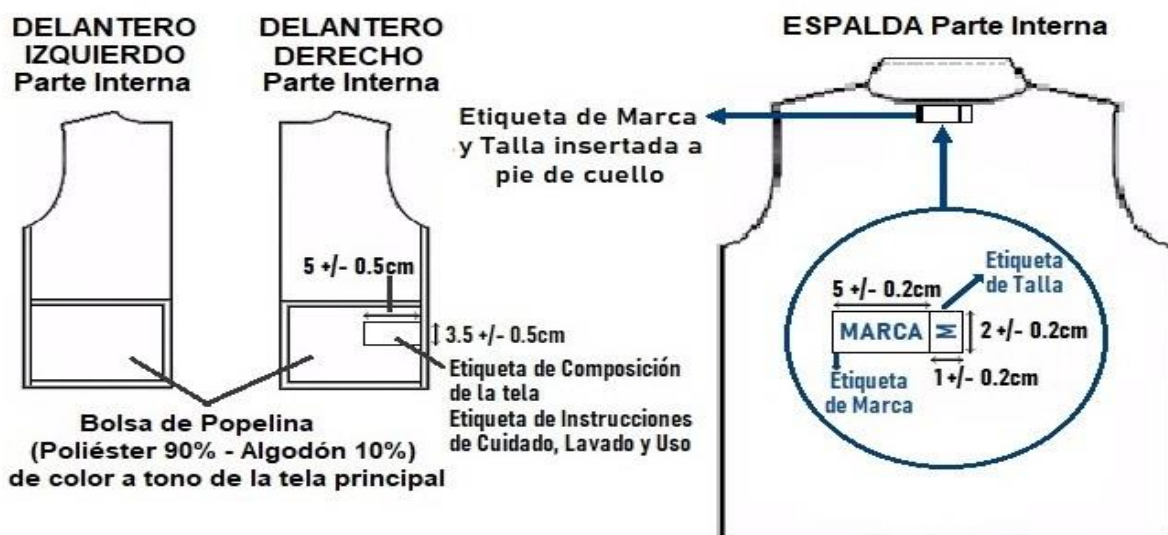 DELANTERO
IZQUIERDO
Parte Interna
DELANTERO
DERECHO
Parte Interna
ESPALDA Parte Interna
Etiqueta de Marca
y Talla insertada a
pie de cuello
5 +/- 0.5cm
3.5 +/- 0.5cm
Etiqueta de Composición
de la tela
Etiqueta de Instrucciones
de Cuidado, Lavado y Uso
Bolsa de Popelina
(Poliéster 90% - Algodón 10%)
de color a tono de la tela principal
Etiqueta
de Talla
5 +/- 0.2cm
MARCA
M
2 +/- 0.2cm
1 +/- 0.2cm
Etiqueta
de Marca